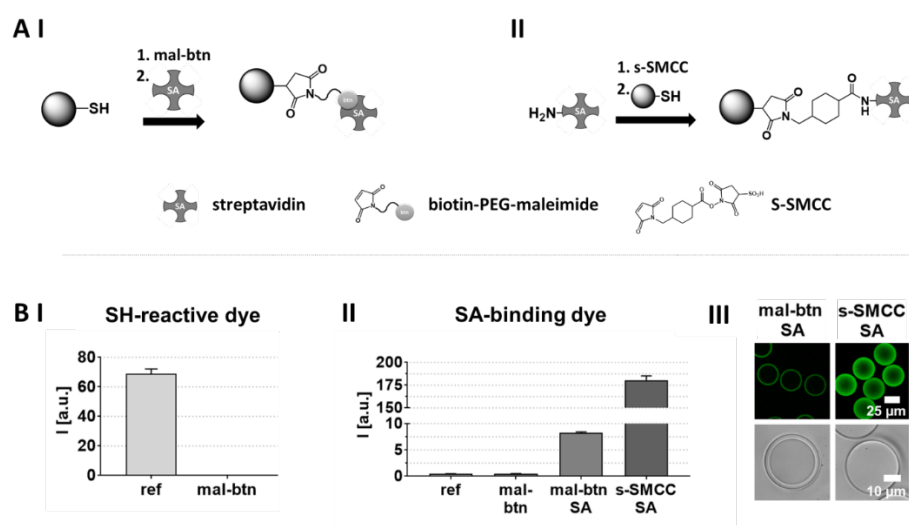 A I
II
1. mal-btn
2.
SA
SH
O
O
N
SA
1. s-SMCC
2.
SH
H₂N
SA
O
N
O
O
N
H
SA
SA
streptavidin
O
N
O
biotin-PEG-maleimide
O
N
O
O
O
N
O
O
SO₃H
S-SMCC
B I
SH-reactive dye
I [a.u.]
80
60
40
20
0
ref
mal-btn
II
SA-binding dye
I [a.u.]
200
175
150
10
5
0
ref
mal-
btn
mal-btn
SA
s-SMCC
SA
III
mal-btn
SA
s-SMCC
SA
25 µm
10 µm